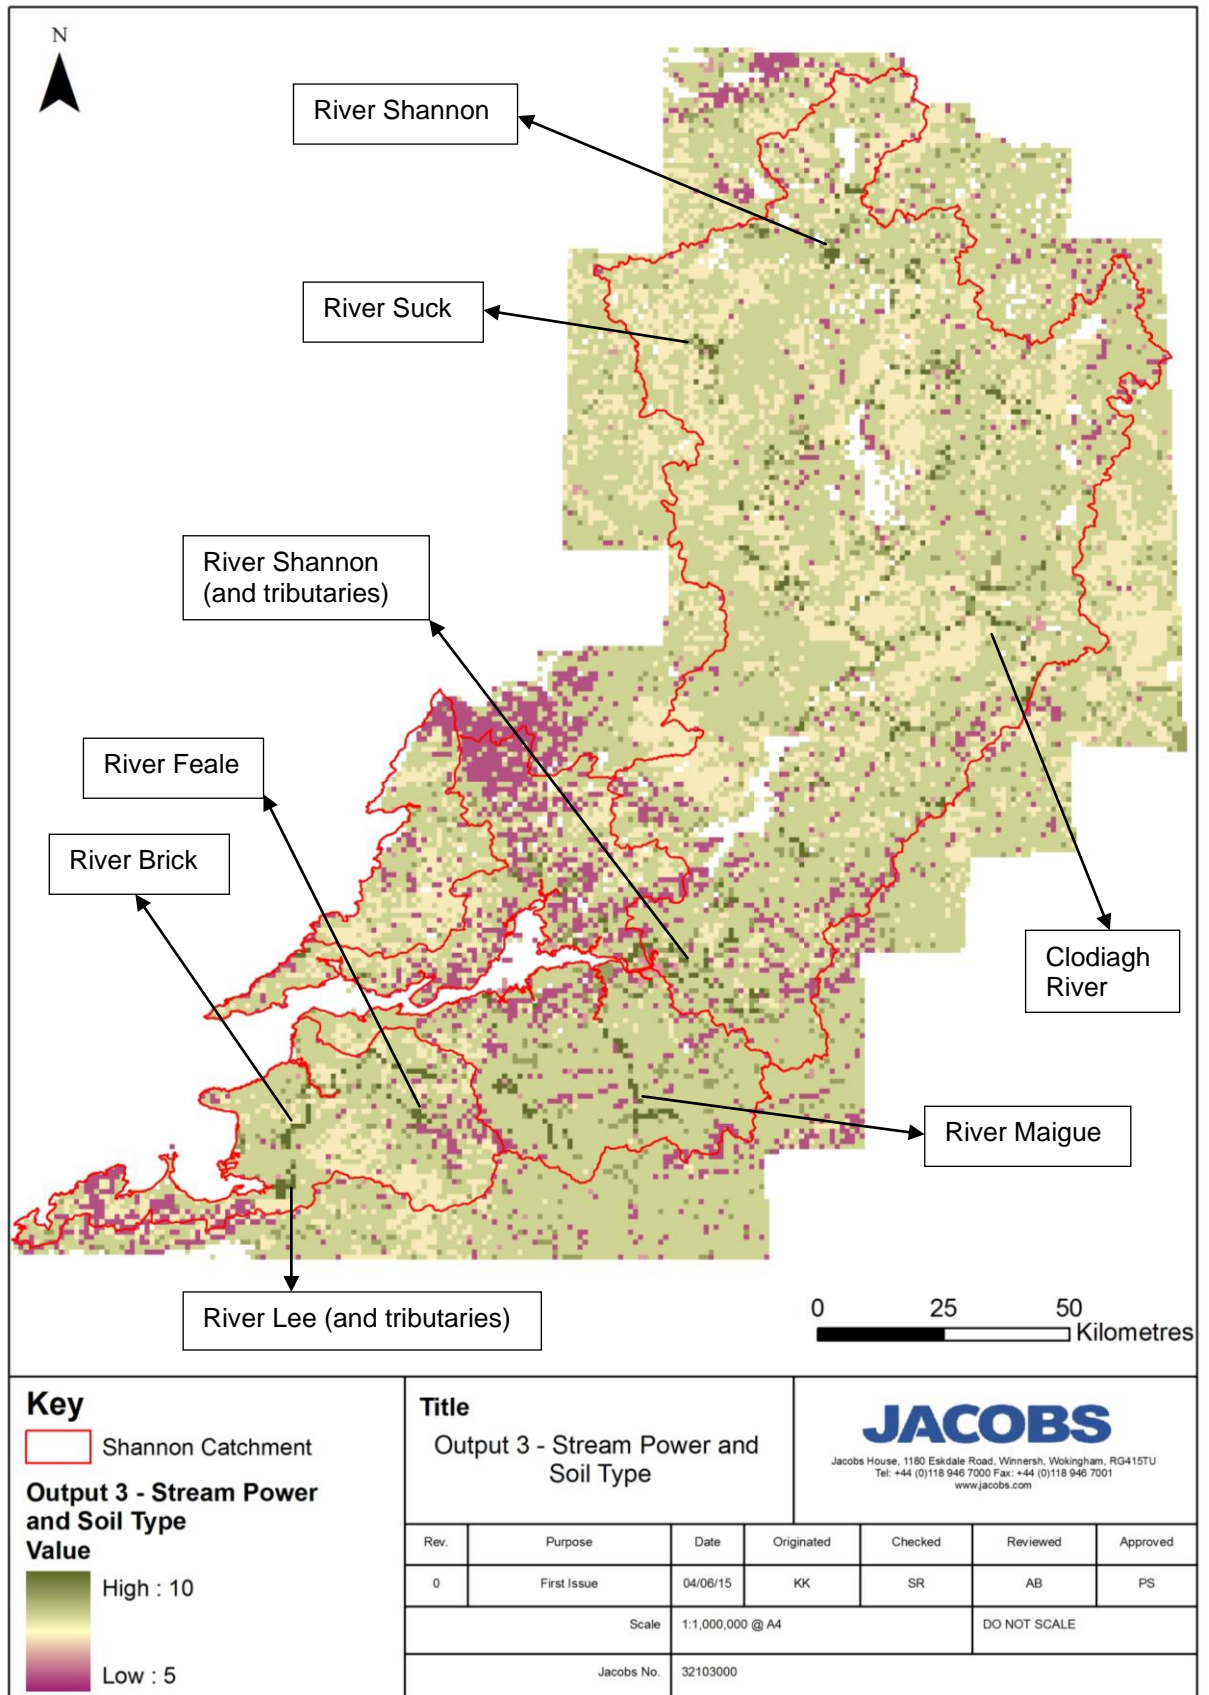 N
River Shannon
River Suck
River Shannon
(and tributaries)
River Feale
River Brick
Clodiagh
River
River Maigue
River Lee (and tributaries)
0 25 50
Kilometres
Key
Shannon Catchment
Output 3 - Stream Power
and Soil Type
Value
High : 10
Low : 5
Title
Output 3 - Stream Power and
Soil Type
JACOBS
Jacobs House, 1180 Eskdale Road, Winnersh, Wokingham, RG415TU
Tel: +44 (0)118 946 7000 Fax: +44 (0)118 946 7001
www.jacobs.com
Rev. Purpose Date Originated Checked Reviewed Approved
0 First Issue 04/06/15 KK SR AB PS
Scale 1:1,000,000 @ A4 DO NOT SCALE
Jacobs No. 32103000